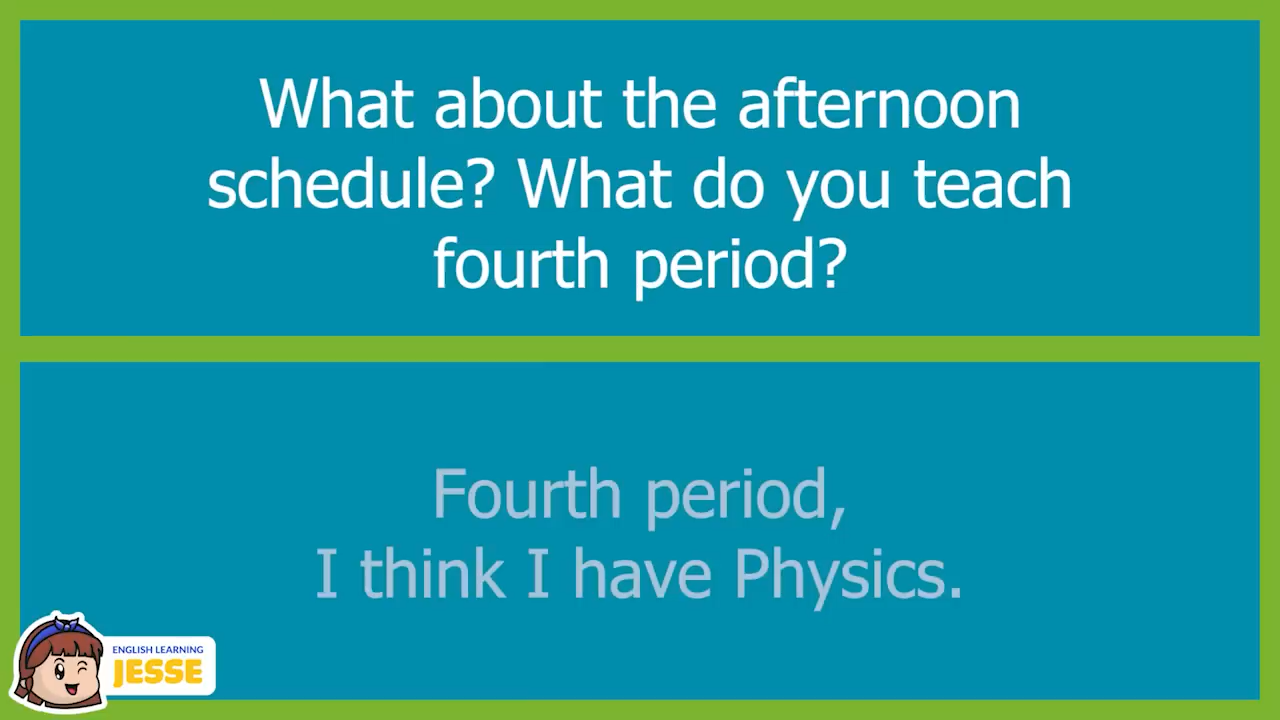 What about the afternoon
schedule? What do you teach
fourth period?
Fourth period,
I think I have Physics.
ENGLISH LEARNING
JESSE